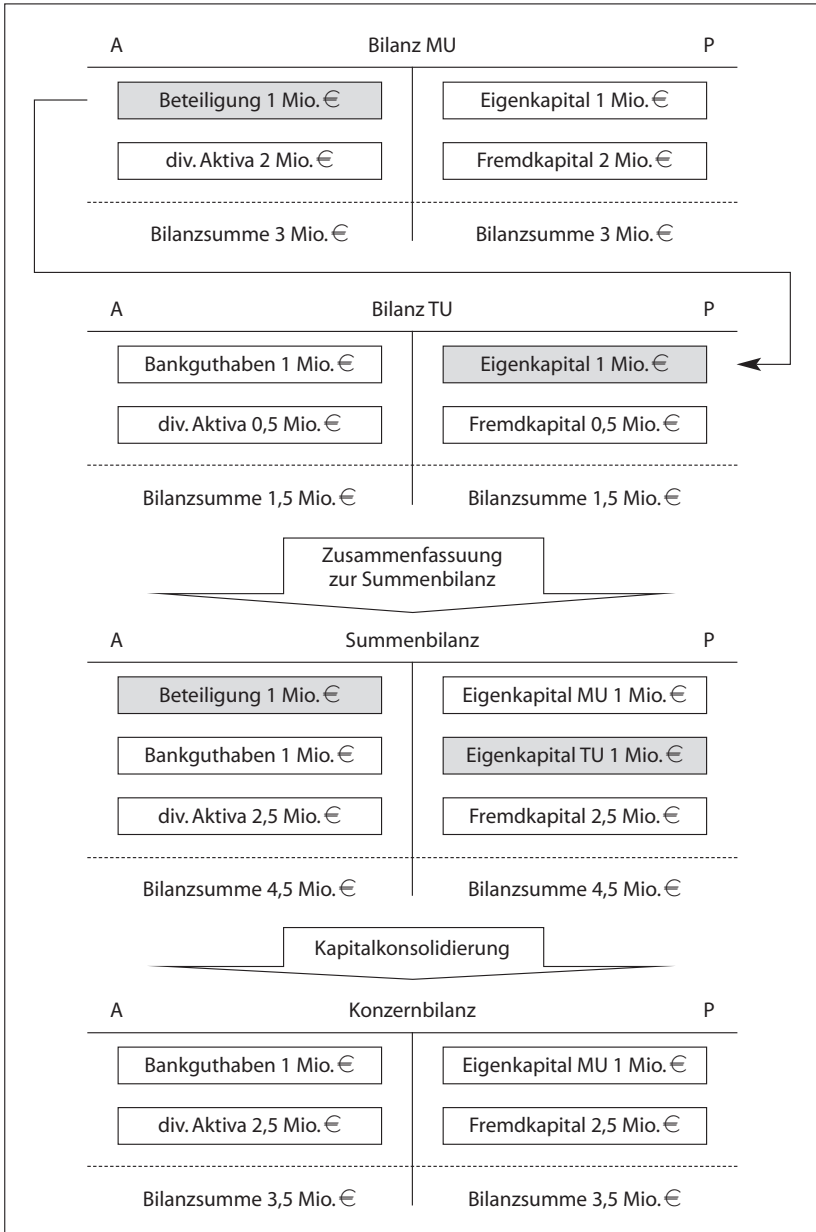 A Bilanz MU P
Beteiligung 1 Mio. € Eigenkapital 1 Mio. €
div. Aktiva 2 Mio. € Fremdkapital 2 Mio. €
Bilanzsumme 3 Mio. € Bilanzsumme 3 Mio. €
A Bilanz TU P
Bankguthaben 1 Mio. € Eigenkapital 1 Mio. €
div. Aktiva 0,5 Mio. € Fremdkapital 0,5 Mio. €
Bilanzsumme 1,5 Mio. € Bilanzsumme 1,5 Mio. €
Zusammenfassuung
zur Summenbilanz
A Summenbilanz P
Beteiligung 1 Mio. € Eigenkapital MU 1 Mio. €
Bankguthaben 1 Mio. € Eigenkapital TU 1 Mio. €
div. Aktiva 2,5 Mio. € Fremdkapital 2,5 Mio. €
Bilanzsumme 4,5 Mio. € Bilanzsumme 4,5 Mio. €
Kapitalkonsolidierung
A Konzernbilanz P
Bankguthaben 1 Mio. € Eigenkapital MU 1 Mio. €
div. Aktiva 2,5 Mio. € Fremdkapital 2,5 Mio. €
Bilanzsumme 3,5 Mio. € Bilanzsumme 3,5 Mio. €